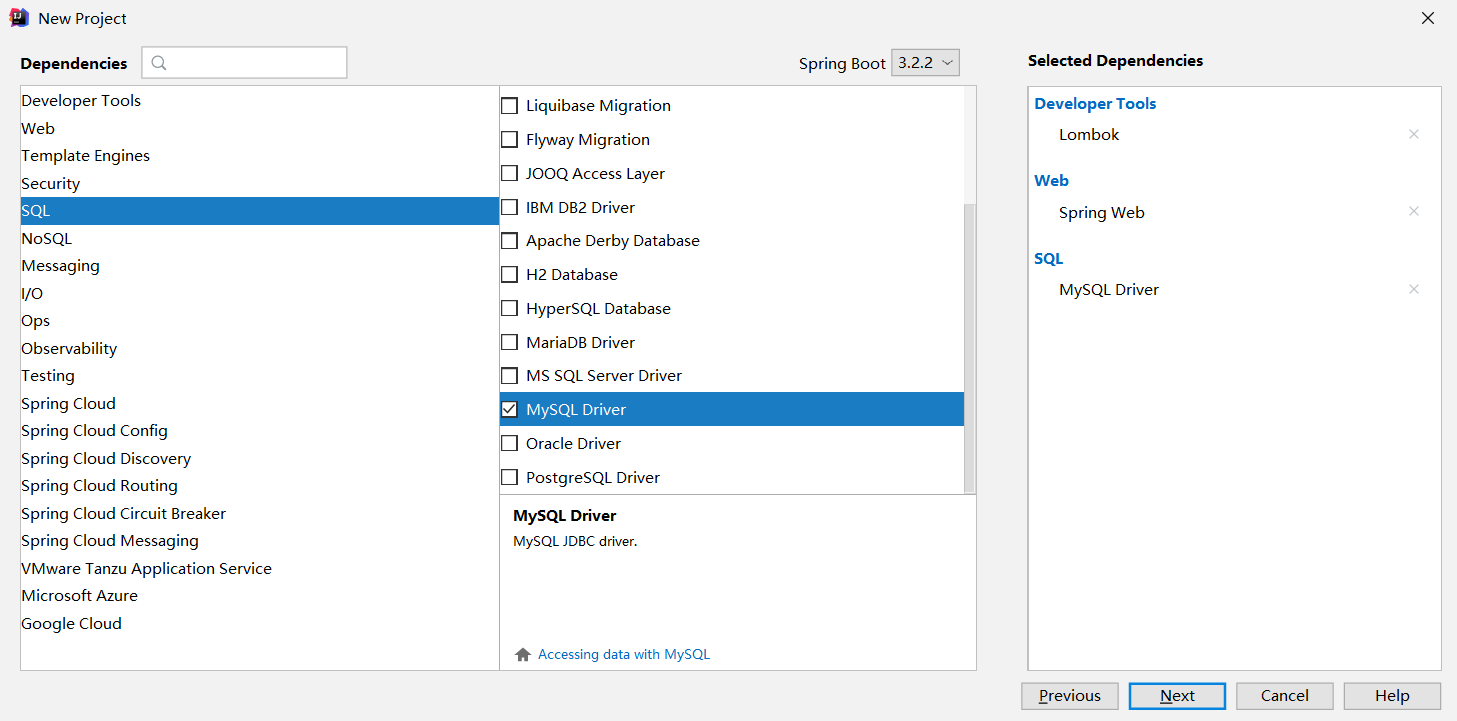 New Project
Dependencies
Spring Boot 3.2.2
Developer Tools
Web
Template Engines
Security
SQL
NoSQL
Messaging
I/O
Ops
Observability
Testing
Spring Cloud
Spring Cloud Config
Spring Cloud Discovery
Spring Cloud Routing
Spring Cloud Circuit Breaker
Spring Cloud Messaging
VMware Tanzu Application Service
Microsoft Azure
Google Cloud
Liquibase Migration
Flyway Migration
JOOQ Access Layer
IBM DB2 Driver
Apache Derby Database
H2 Database
HyperSQL Database
MariaDB Driver
MS SQL Server Driver
MySQL Driver
Oracle Driver
PostgreSQL Driver
MySQL Driver
MySQL JDBC driver.
Accessing data with MySQL
Selected Dependencies
Developer Tools
Lombok
Web
Spring Web
SQL
MySQL Driver
Previous
Next
Cancel
Help